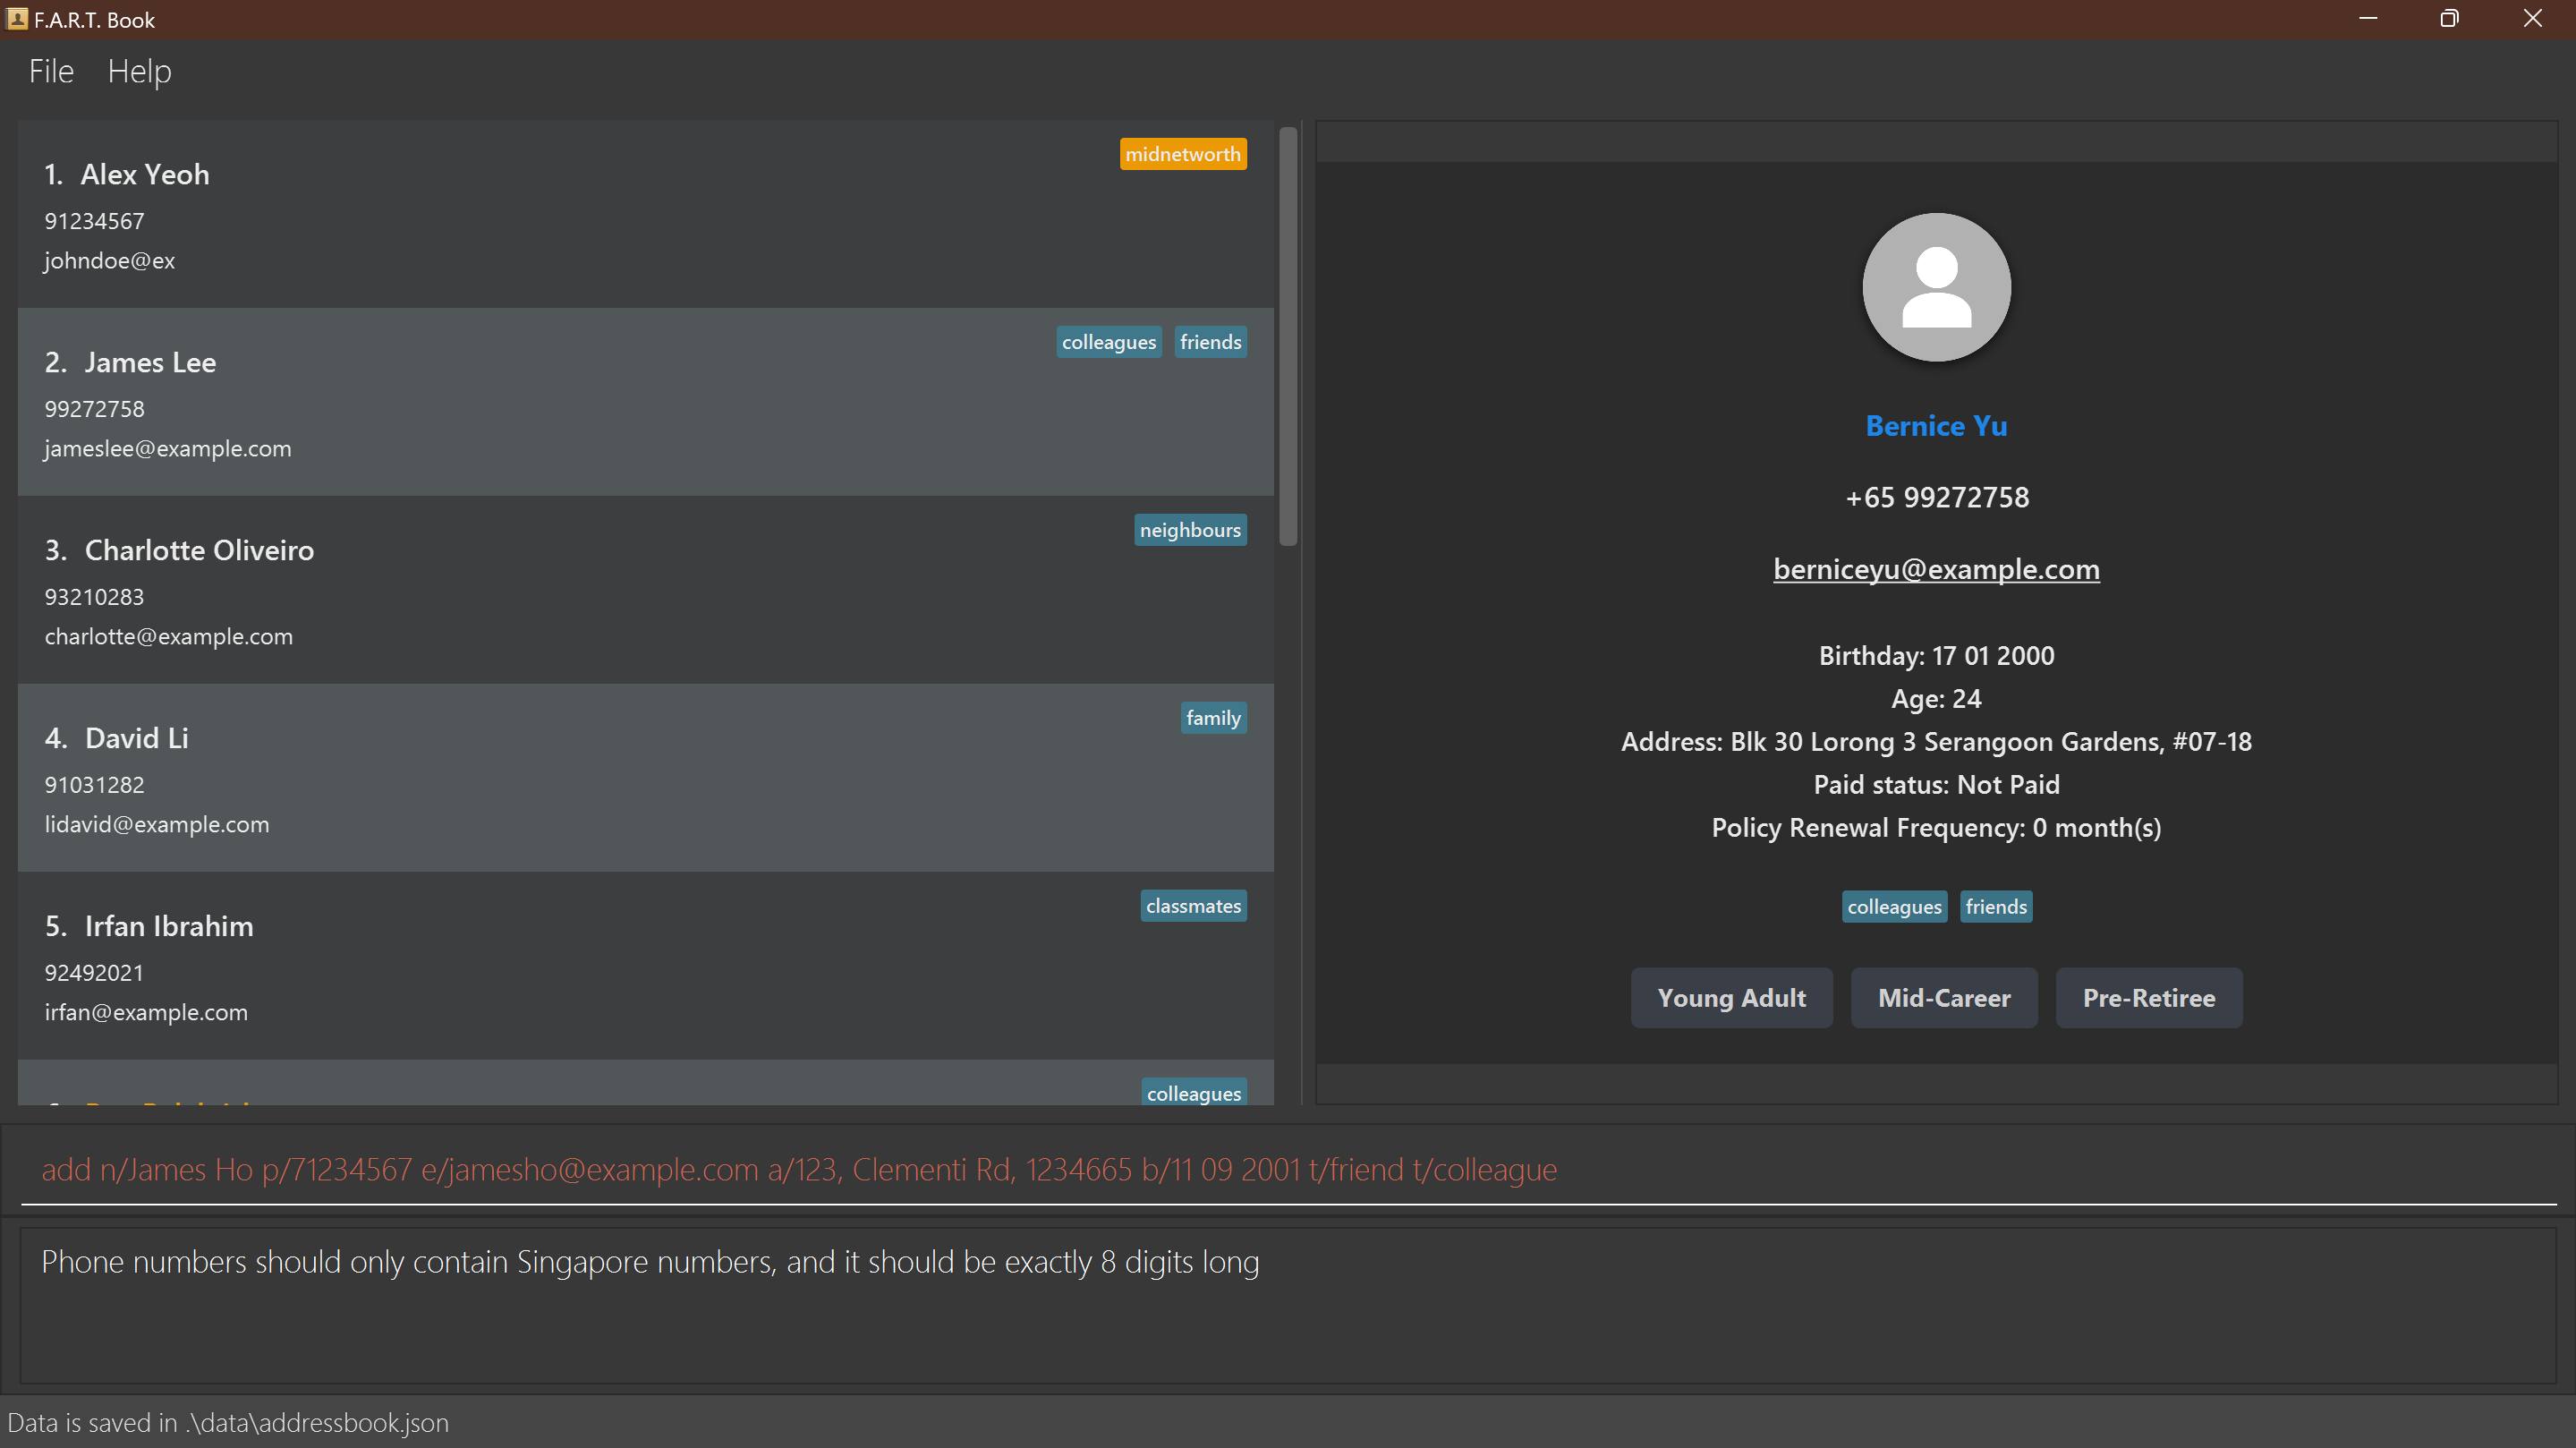 F.A.R.T. Book
File Help
midnetworth
1. Alex Yeoh
91234567
johndoe@ex
colleagues friends
2. James Lee
99272758
jameslee@example.com
neighbours
3. Charlotte Oliveiro
93210283
charlotte@example.com
family
4. David Li
91031282
lidavid@example.com
classmates
5. Irfan Ibrahim
92492021
irfan@example.com
colleagues
Bernice Yu
+65 99272758
berniceyu@example.com
Birthday: 17 01 2000
Age: 24
Address: Blk 30 Lorong 3 Serangoon Gardens, #07-18
Paid status: Not Paid
Policy Renewal Frequency: 0 month(s)
colleagues friends
Young Adult Mid-Career Pre-Retiree
add n/James Ho p/71234567 e/jamesho@example.com a/123, Clementi Rd, 1234665 b/11 09 2001 t/friend t/colleague
Phone numbers should only contain Singapore numbers, and it should be exactly 8 digits long
Data is saved in .\data\addressbook.json